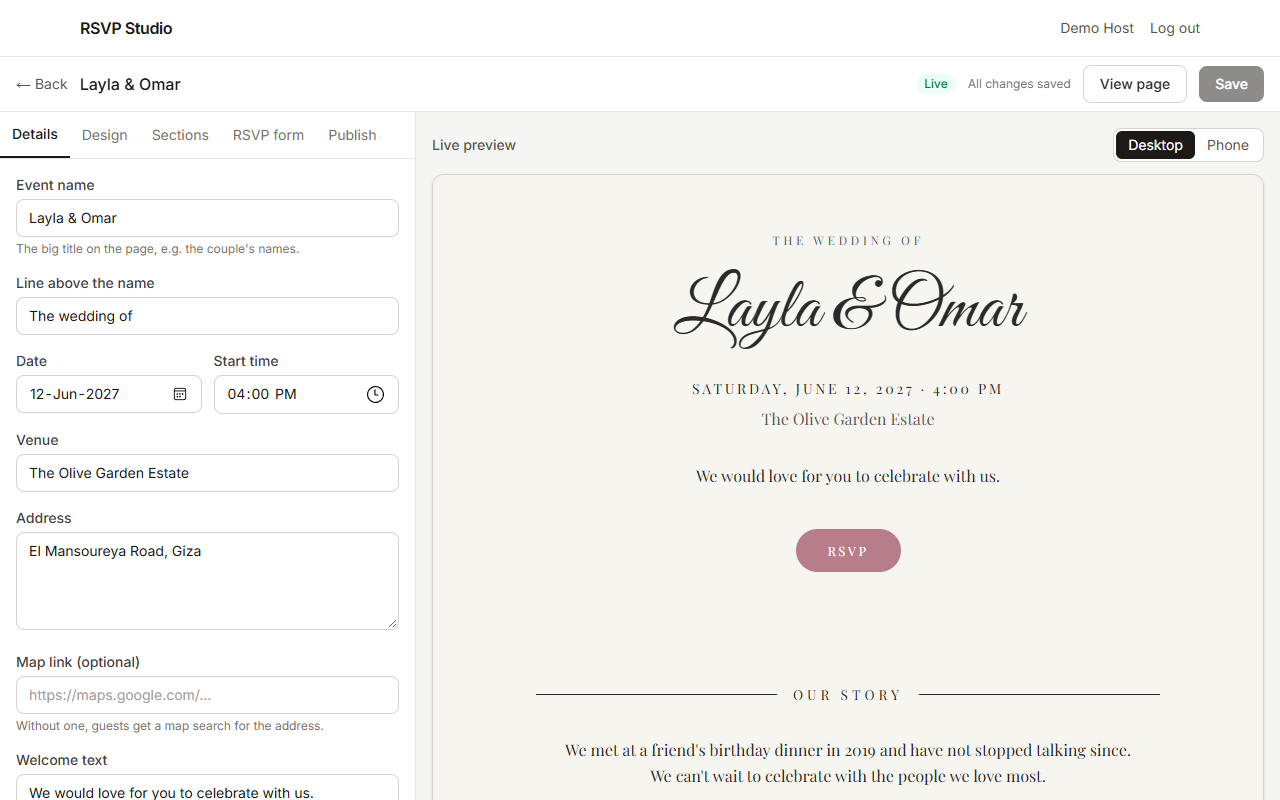 RSVP Studio
Demo Host
Log out
← Back
Layla & Omar
Live
All changes saved
View page
Save
Details
Design
Sections
RSVP form
Publish
Event name
Layla & Omar
The big title on the page, e.g. the couple's names.
Line above the name
The wedding of
Date
Start time
12-Jun-2027
04:00 PM
Venue
The Olive Garden Estate
Address
El Mansoureya Road, Giza
Map link (optional)
https://maps.google.com/...
Without one, guests get a map search for the address.
Welcome text
We would love for you to celebrate with us.
Live preview
Desktop
Phone
THE WEDDING OF
Layla & Omar
SATURDAY, JUNE 12, 2027 · 4:00 PM
The Olive Garden Estate
We would love for you to celebrate with us.
RSVP
OUR STORY
We met at a friend's birthday dinner in 2019 and have not stopped talking since.
We can't wait to celebrate with the people we love most.